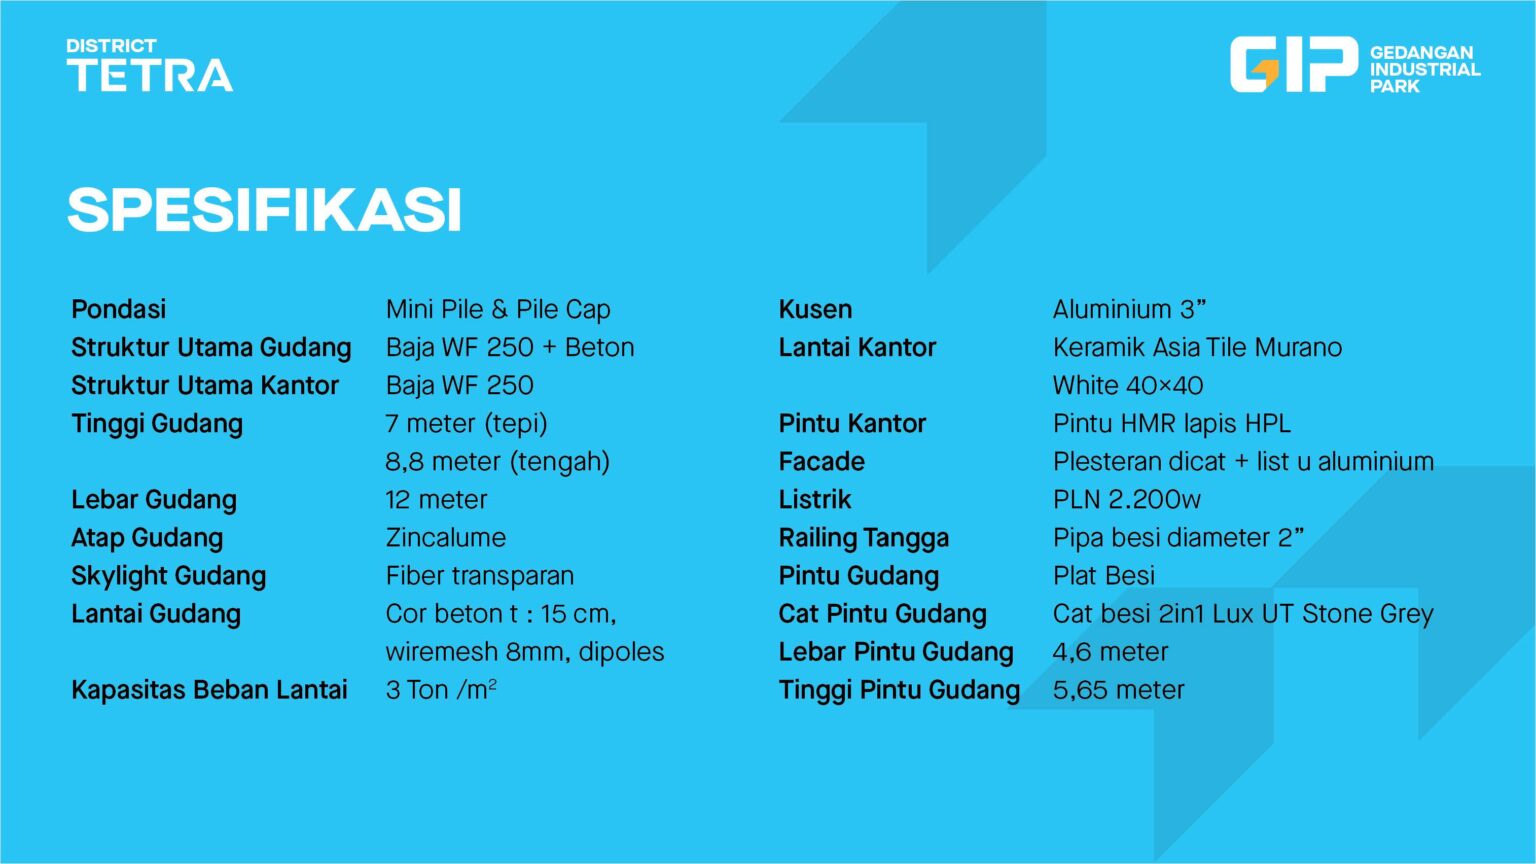 DISTRICT
TETRA
GIP
GEDANGAN
INDUSTRIAL
PARK
SPESIFIKASI
Pondasi Mini Pile & Pile Cap
Struktur Utama Gudang Baja WF 250 + Beton
Struktur Utama Kantor Baja WF 250
Tinggi Gudang 7 meter (tepi)
8,8 meter (tengah)
Lebar Gudang 12 meter
Atap Gudang Zincalume
Skylight Gudang Fiber transparan
Lantai Gudang Cor beton t : 15 cm,
wiremesh 8mm, dipoles
Kapasitas Beban Lantai 3 Ton /m²
Kusen Aluminium 3”
Lantai Kantor Keramik Asia Tile Murano
White 40×40
Pintu Kantor Pintu HMR lapis HPL
Facade Plesteran dicat + list u aluminium
Listrik PLN 2.200w
Railing Tangga Pipa besi diameter 2”
Pintu Gudang Plat Besi
Cat Pintu Gudang Cat besi 2in1 Lux UT Stone Grey
Lebar Pintu Gudang 4,6 meter
Tinggi Pintu Gudang 5,65 meter